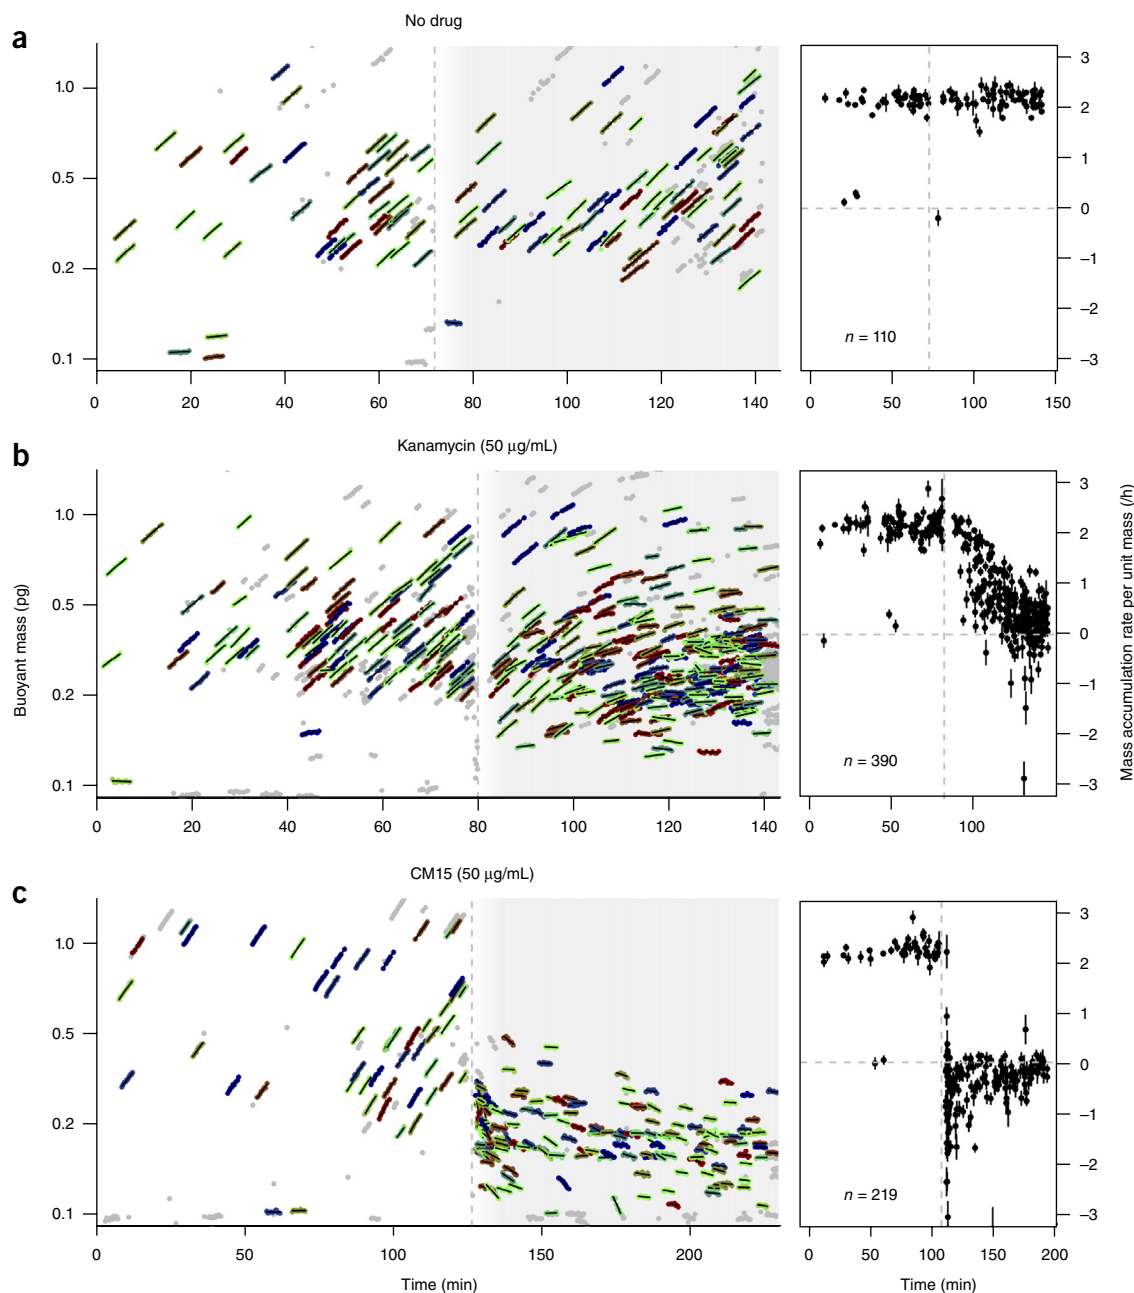 a
No drug
1.0
0.5
0.2
0.1
0 20 40 60 80 100 120 140
3
2
1
0
−1
−2
−3
n = 110
0 50 100 150
b
Kanamycin (50 μg/mL)
Buoyant mass (pg)
1.0
0.5
0.2
0.1
0 20 40 60 80 100 120 140
3
2
1
0
−1
−2
−3
Mass accumulation rate per unit mass (/h)
n = 390
0 50 100
c
CM15 (50 μg/mL)
1.0
0.5
0.2
0.1
0 50 100 150 200
Time (min)
3
2
1
0
−1
−2
−3
n = 219
0 50 100 150 200
Time (min)